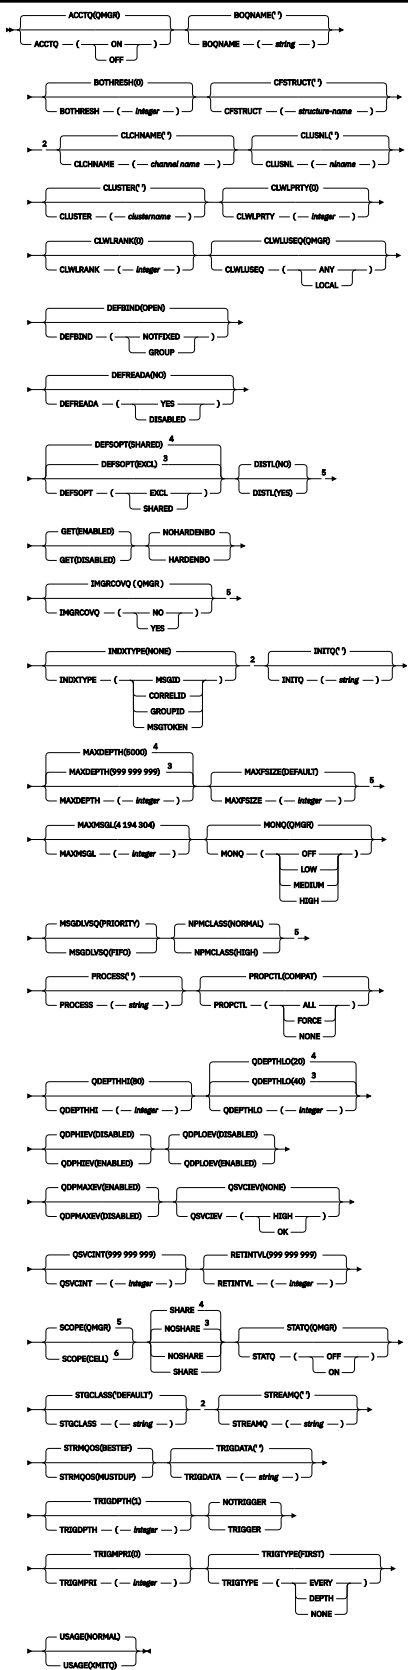 ACCTQ(QMGR) BOQNAME(' ')
ACCTQ ( ON ) BOQNAME ( string )
OFF
BOTHRESH(0) CFSTRUCT(' ')
BOTHRESH ( integer ) CFSTRUCT ( structure-name )
2 CLCHNAME(' ') CLUSNL(' ')
CLCHNAME ( channel name ) CLUSNL ( nlname )
CLUSTER(' ') CLWLPRTY(0)
CLUSTER ( clustername ) CLWLPRTY ( integer )
CLWLRANK(0) CLWLUSEQ(QMGR)
CLWLRANK ( integer ) CLWLUSEQ ( ANY )
LOCAL
DEFBIND(OPEN)
DEFBIND ( NOTFIXED )
GROUP
DEFREADA(NO)
DEFREADA ( YES )
DISABLED
DEFSOPT(SHARED) 4
DEFSOPT(EXCL) 3 DISTL(NO) 5
DEFSOPT ( EXCL ) DISTL(YES)
SHARED
GET(ENABLED) NOHARDENBO
GET(DISABLED) HARDENBO
IMGRCOVQ ( QMGR ) 5
IMGRCOVQ ( NO )
YES
INDXTYPE(NONE) 2 INITQ(' ')
INDXTYPE ( MSGID ) INITQ ( string )
CORRELID
GROUPID
MSGTOKEN
MAXDEPTH(5000) 4
MAXDEPTH(999 999 999) 3 MAXFSIZE(DEFAULT) 5
MAXDEPTH ( integer ) MAXFSIZE ( integer )
MAXMSGL(4 194 304) MONQ(QMGR)
MAXMSGL ( integer ) MONQ ( OFF )
LOW
MEDIUM
HIGH
MSGDLVSQ(PRIORITY) NPMCLASS(NORMAL) 5
MSGDLVSQ(FIFO) NPMCLASS(HIGH)
PROCESS(' ') PROPCTL(COMPAT)
PROCESS ( string ) PROPCTL ( ALL )
FORCE
NONE
QDEPTHLO(20) 4
QDEPTHHI(80) QDEPTHLO(40) 3
QDEPTHHI ( integer ) QDEPTHLO ( integer )
QDPHIEV(DISABLED) QDPLOEV(DISABLED)
QDPHIEV(ENABLED) QDPLOEV(ENABLED)
QDPMAXEV(ENABLED) QSVCIEV(NONE)
QDPMAXEV(DISABLED) QSVCIEV ( HIGH )
OK
QSVCINT(999 999 999) RETINTVL(999 999 999)
QSVCINT ( integer ) RETINTVL ( integer )
SHARE 4
SCOPE(QMGR) 5 NOSHARE 3 STATQ(QMGR)
SCOPE(CELL) 6 NOSHARE STATQ ( OFF )
SHARE ON
STGCLASS('DEFAULT') 2 STREAMQ(' ')
STGCLASS ( string ) STREAMQ ( string )
STRMQOS(BESTEF) TRIGDATA(' ')
STRMQOS(MUSTDUP) TRIGDATA ( string )
TRIGDPTH(1) NOTRIGGER
TRIGDPTH ( integer ) TRIGGER
TRIGMPRI(0) TRIGTYPE(FIRST)
TRIGMPRI ( integer ) TRIGTYPE ( EVERY )
DEPTH
NONE
USAGE(NORMAL)
USAGE(XMITQ)